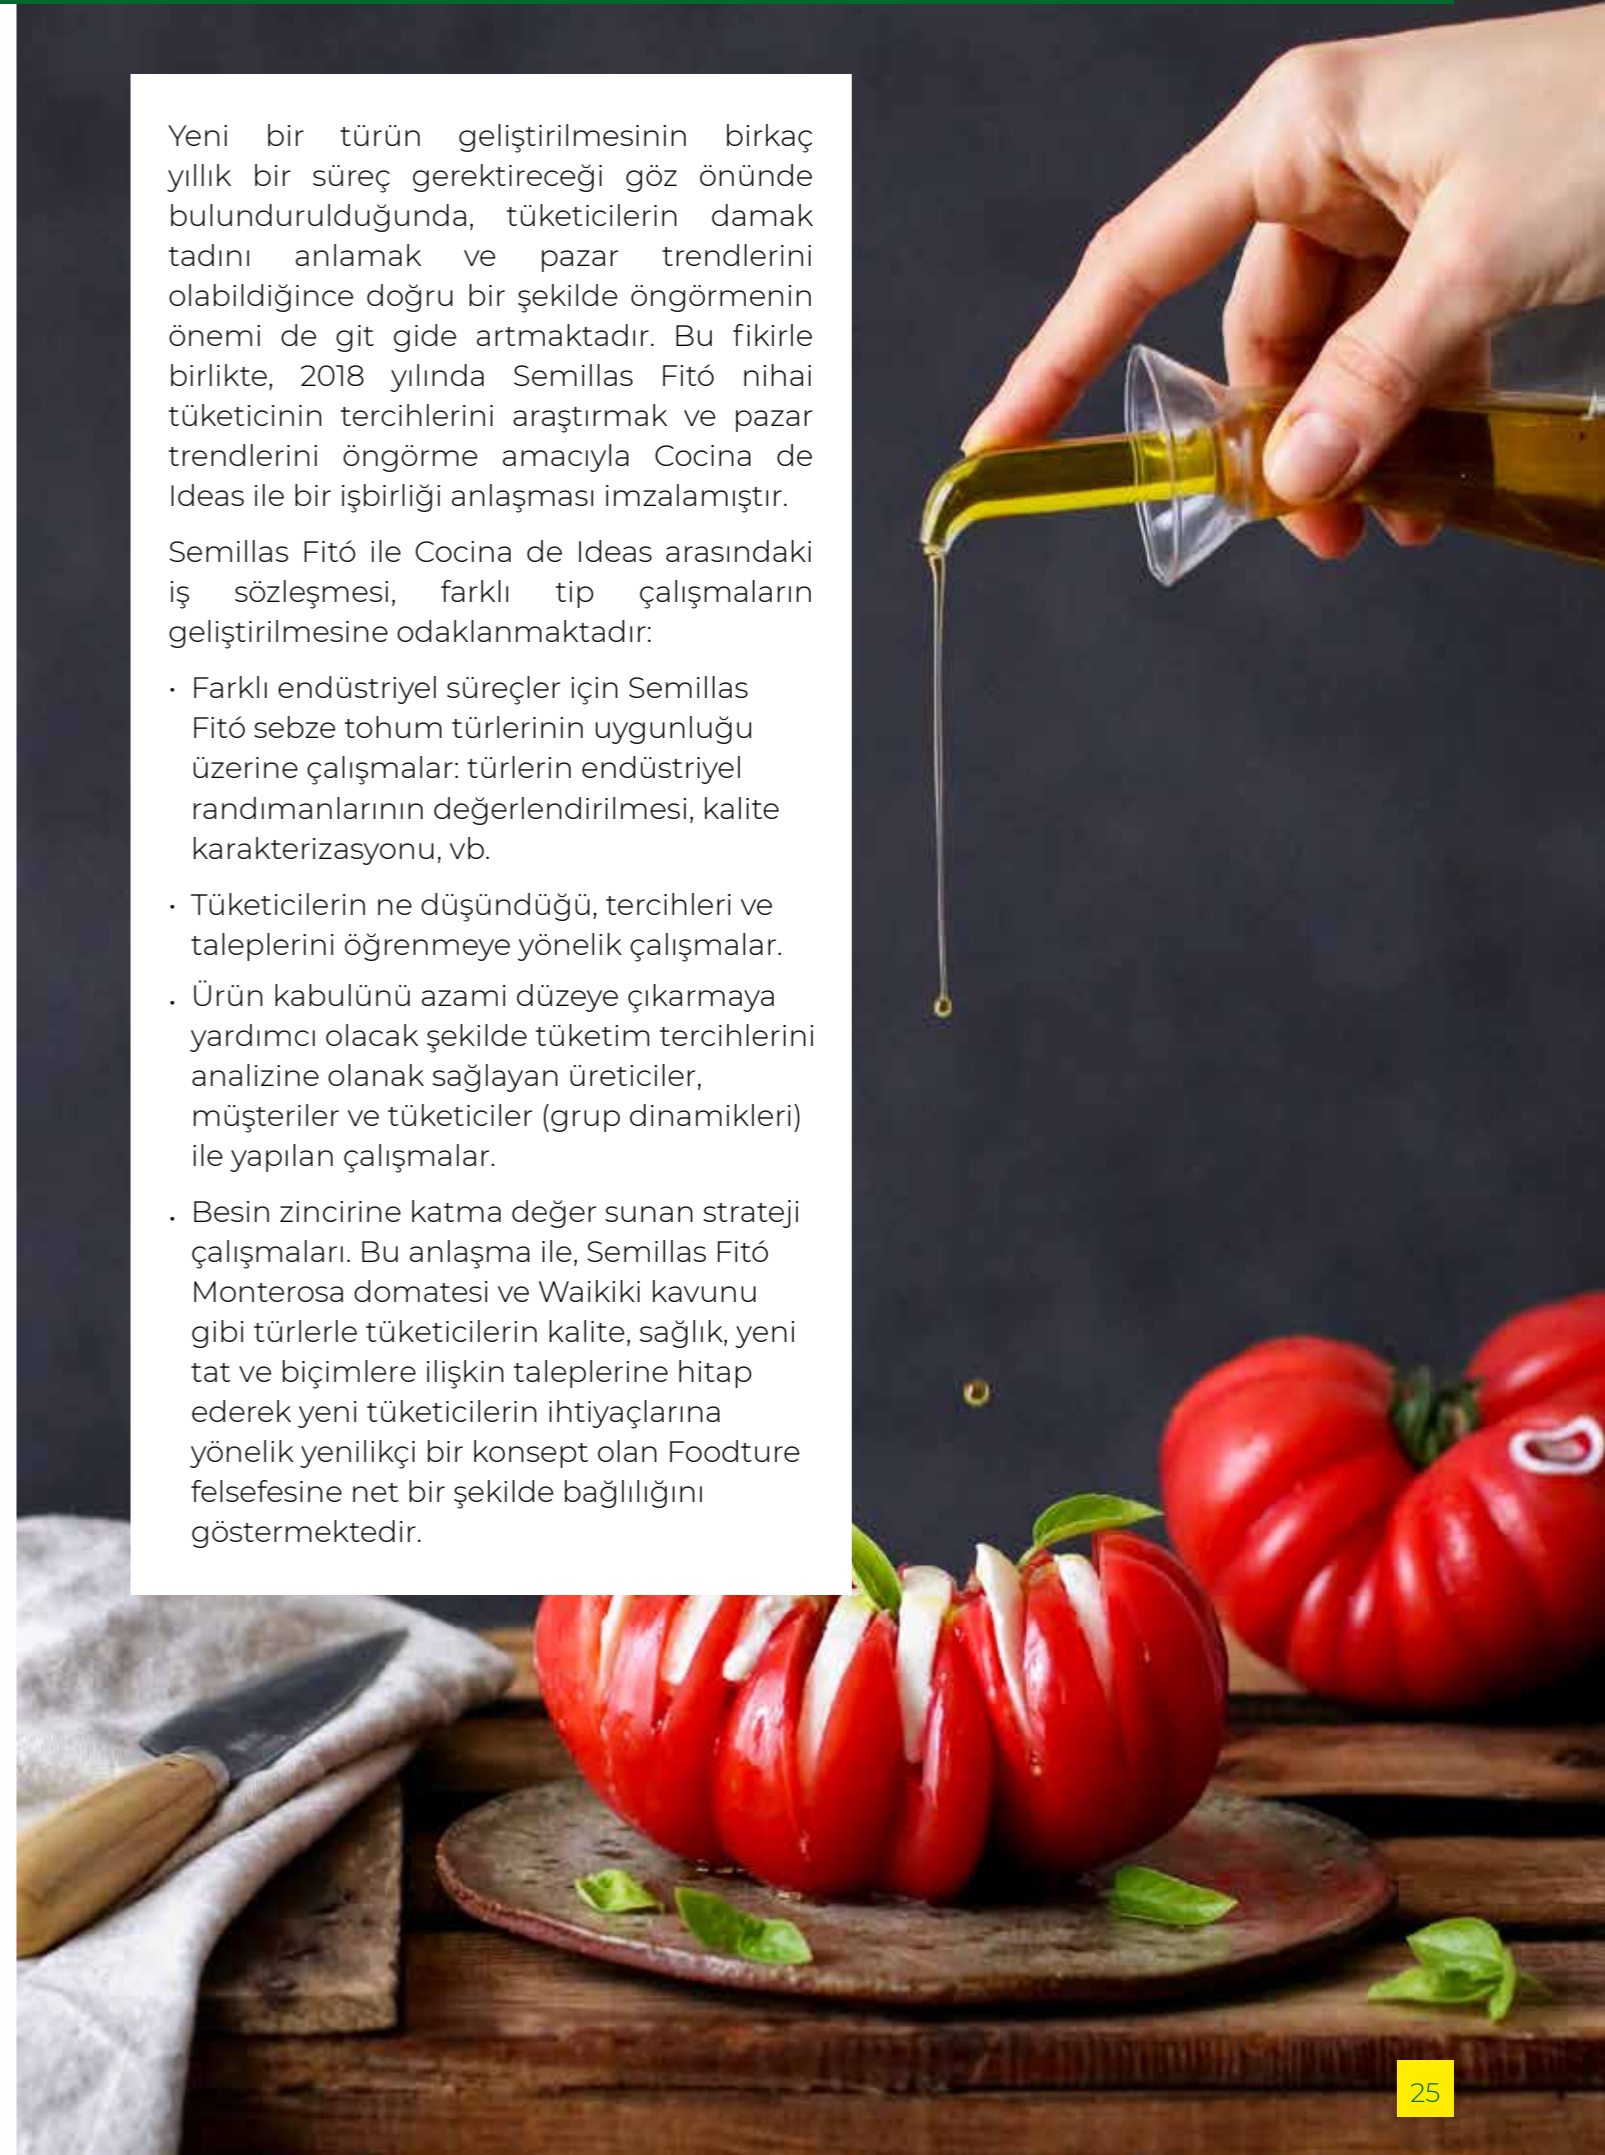 Yeni bir türün geliştirilmesinin birkaç
yıllık bir süreç gerektireceği göz önünde
bulundurulduğunda, tüketicilerin damak
tadını anlamak ve pazar trendlerini
olabildiğince doğru bir şekilde öngörmenin
önemi de git gide artmaktadır. Bu fikirle
birlikte, 2018 yılında Semillas Fitó nihai
tüketicinin tercihlerini araştırmak ve pazar
trendlerini öngörme amacıyla Cocina de
Ideas ile bir işbirliği anlaşması imzalamıştır.
Semillas Fitó ile Cocina de Ideas arasındaki
iş sözleşmesi, farklı tip çalışmaların
geliştirilmesine odaklanmaktadır:
• Farklı endüstriyel süreçler için Semillas
Fitó sebze tohum türlerinin uygunluğu
üzerine çalışmalar: türlerin endüstriyel
randımanlarının değerlendirilmesi, kalite
karakterizasyonu, vb.
• Tüketicilerin ne düşündüğü, tercihleri ve
taleplerini öğrenmeye yönelik çalışmalar.
• Ürün kabulünü azami düzeye çıkarmaya
yardımcı olacak şekilde tüketim tercihlerini
analizine olanak sağlayan üreticiler,
müşteriler ve tüketiciler (grup dinamikleri)
ile yapılan çalışmalar.
• Besin zincirine katma değer sunan strateji
çalışmaları. Bu anlaşma ile, Semillas Fitó
Monterosa domatesi ve Waikiki kavunu
gibi türlerle tüketicilerin kalite, sağlık, yeni
tat ve biçimlere ilişkin taleplerine hitap
ederek yeni tüketicilerin ihtiyaçlarına
yönelik yenilikçi bir konsept olan Foodture
felsefesine net bir şekilde bağlılığını
göstermektedir.
25